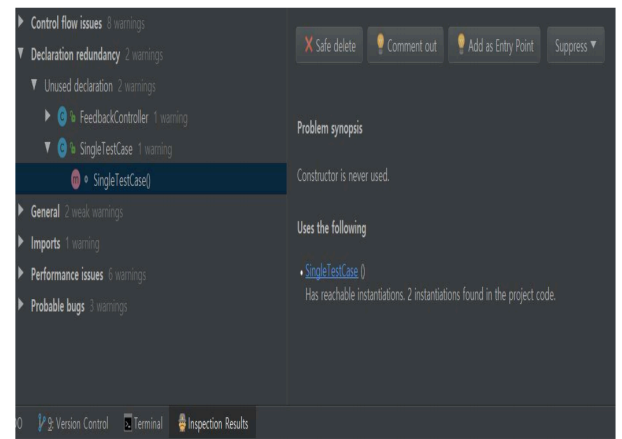 Control flow issues 8 warnings
Declaration redundancy 2 warnings
Unused declaration 2 warnings
FeedbackController 1 warning
SingleTestCase 1 warning
SingleTestCase()
General 2 weak warnings
Imports 1 warning
Performance issues 6 warnings
Probable bugs 3 warnings
Safe delete
Comment out
Add as Entry Point
Suppress
Problem synopsis
Constructor is never used.
Uses the following
• SingleTestCase ()
Has reachable instantiations. 2 instantiations found in the project code.
9: Version Control Terminal Inspection Results